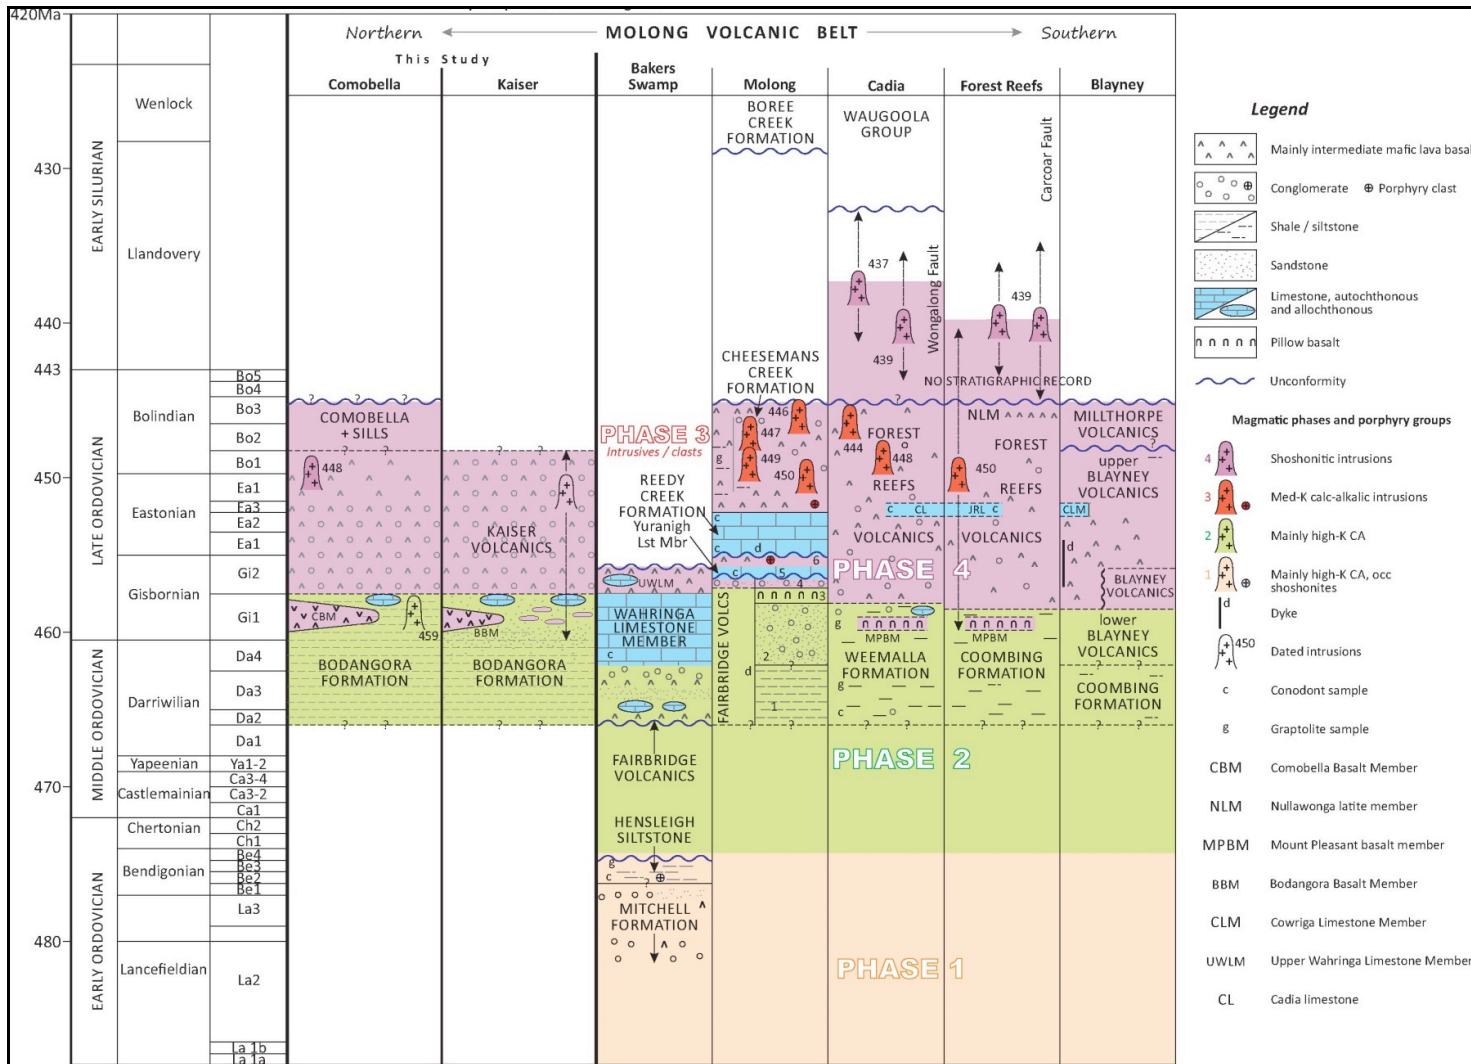 420Ma
Northern
MOLONG VOLCANIC BELT
Southern
This Study
Comobella
Kaiser
Bakers
Swamp
Molong
Cadia
Forest Reefs
Blayney
430
440
443
450
460
470
480
EARLY SILURIAN
LATE ORDOVICIAN
MIDDLE ORDOVICIAN
EARLY ORDOVICIAN
Wenlock
Llandovery
Bolindian
Eastonian
Gisbornian
Darriwilian
Yapeenian
Castlemainian
Chertonian
Bendigonian
Lancefieldian
Bo5
Bo4
Bo3
Bo2
Bo1
Ea1
Ea3
Ea2
Ea1
Gi2
Gi1
Da4
Da3
Da2
Da1
Ya1-2
Ca3-4
Ca3-2
Ca1
Ch2
Ch1
Be4
Be3
Be2
Be1
La3
La2
La 1b
La 1a
? ? ? ?
COMOBELLA
+ SILLS
? ?
448
CBM
459
BODANGORA
FORMATION
? ?
? ?
KAISER
VOLCANICS
BBM
BODANGORA
FORMATION
? ?
PHASE 3
Intrusives / clasts
UWLM
WAHRINGA
LIMESTONE
MEMBER
c
FAIRBRIDGE
VOLCANICS
HENSLEIGH
SILTSTONE
g
c
?
MITCHELL
FORMATION
BOREE
CREEK
FORMATION
CHEESEMANS
CREEK
FORMATION
446
447
449
450
g
REEDY
CREEK
FORMATION
Yuranigh
Lst Mbr
c
c d
6
c 5
4
3
FAIRBRIDGE VOLCS
2 ?
d
1
? ?
WAUGOOLA
GROUP
437
439
Wongalong Fault
?
444
FOREST
448
REEFS
c CL
VOLCANICS
PHASE 4
g
MPBM
WEEMALLA
FORMATION
g
c
? ?
PHASE 2
PHASE 1
439
Carcoar Fault
NO STRATIGRAPHIC RECORD
NLM
FOREST
450
REEFS
JRL c
VOLCANICS
MPBM
COOMBING
FORMATION
? ?
MILLTHORPE
VOLCANICS
?
upper
BLAYNEY
VOLCANICS
CLM
d
BLAYNEY
VOLCANICS
lower
BLAYNEY
VOLCANICS
? ?
COOMBING
FORMATION
? ?
Legend
Mainly intermediate mafic lava basal
Conglomerate
Porphyry clast
Shale / siltstone
Sandstone
Limestone, autochthonous
and allochthonous
Pillow basalt
Unconformity
Magmatic phases and porphyry groups
4 Shoshonitic intrusions
3 Med-K calc-alkalic intrusions
2 Mainly high-K CA
1 Mainly high-K CA, occ
shoshonites
d Dyke
450 Dated intrusions
c Conodont sample
g Graptolite sample
CBM Comobella Basalt Member
NLM Nullawonga latite member
MPBM Mount Pleasant basalt member
BBM Bodangora Basalt Member
CLM Cowriga Limestone Member
UWLM Upper Wahringa Limestone Member
CL Cadia limestone